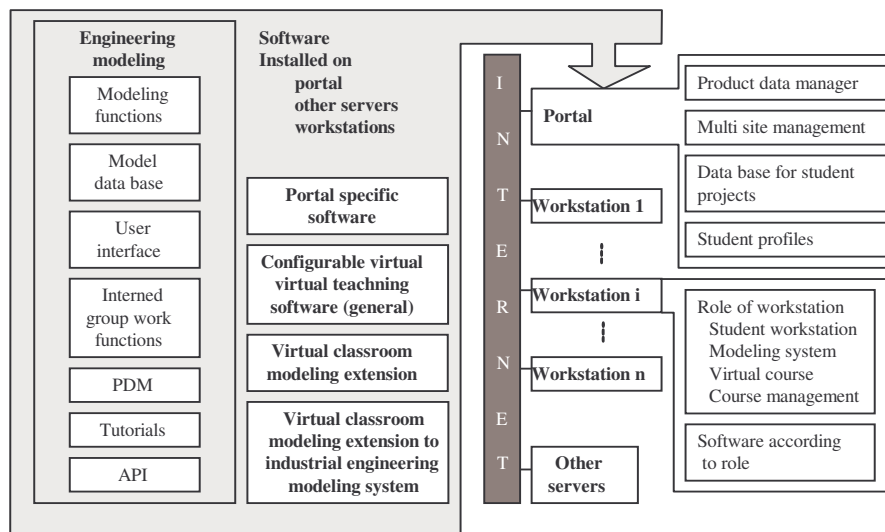 Engineering
modeling
Modeling
functions
Model
data base
User
interface
Interned
group work
functions
PDM
Tutorials
API
Software
Installed on
portal
other servers
workstations
Portal specific
software
Configurable virtual
virtual teachning
software (general)
Virtual classroom
modeling extension
Virtual classroom
modeling extension to
industrial engineering
modeling system
I
N
T
E
R
N
E
T
Portal
Workstation 1
Workstation i
Workstation n
Other
servers
Product data manager
Multi site management
Data base for student
projects
Student profiles
Role of workstation
Student workstation
Modeling system
Virtual course
Course management
Software according
to role